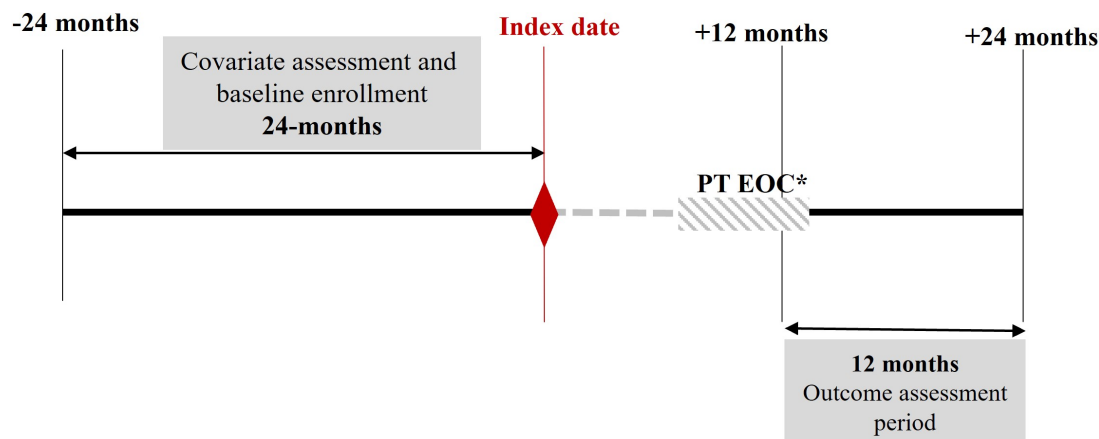 -24 months
Index date
+12 months
+24 months
Covariate assessment and
baseline enrollment
24-months
PT EOC*
12 months
Outcome assessment
period